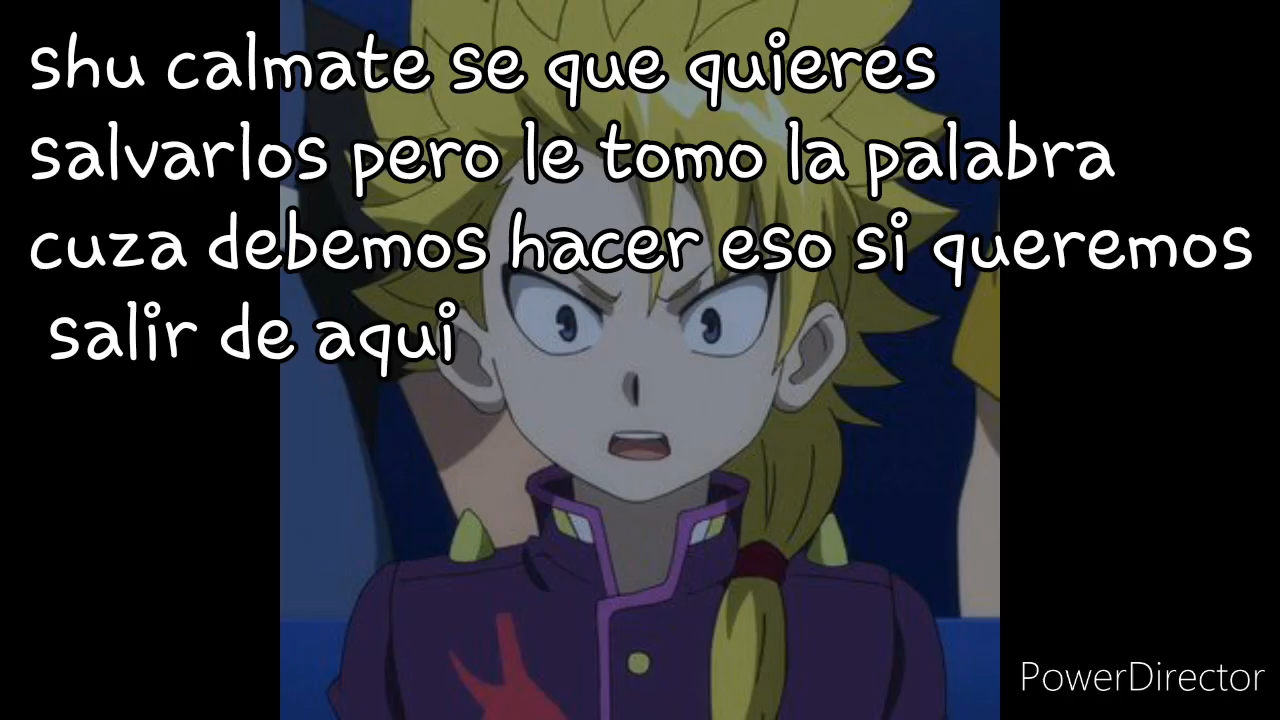 shu calmate se que quieres
salvarlos pero le tomo la palabra
cuza debemos hacer eso si queremos
salir de aqui
PowerDirector